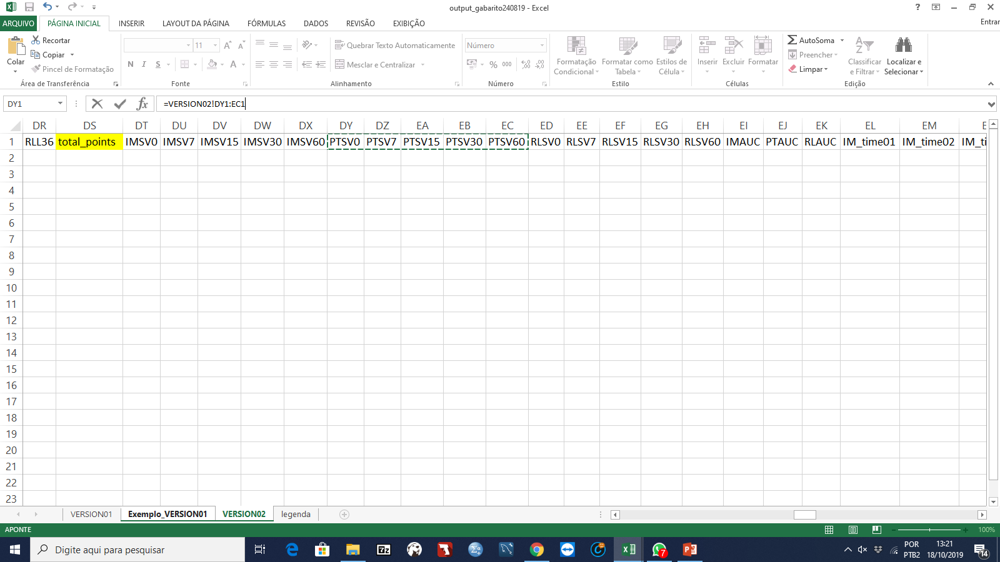 output_gabarito240819 - Excel
?
ARQUIVO PÁGINA INICIAL INSERIR LAYOUT DA PÁGINA FÓRMULAS DADOS REVISÃO EXIBIÇÃO Entrar
Colar
Recortar
Copiar
Pincel de Formatação
Área de Transferência
11 A A
N I S A
Fonte
Quebrar Texto Automaticamente
Mesclar e Centralizar
Alinhamento
Número
% 000 ,00 ,00
Número
Formatação Condicional
Formatar como Tabela
Estilos de Célula
Estilo
Inserir Excluir Formatar
Células
AutoSoma
Preencher
Limpar
Classificar e Filtrar
Localizar e Selecionar
Edição
DY1 fx =VERSION02!DY1:EC1
DR DS DT DU DV DW DX DY DZ EA EB EC ED EE EF EG EH EI EJ EK EL EM E
1 RLL36 total_points IMSV0 IMSV7 IMSV15 IMSV30 IMSV60 PTSV0 PTSV7 PTSV15 PTSV30 PTSV60 RLSV0 RLSV7 RLSV15 RLSV30 RLSV60 IMAUC PTAUC RLAUC IM_time01 IM_time02 IM_ti
2
3
4
5
6
7
8
9
10
11
12
13
14
15
16
17
18
19
20
21
22
23
VERSION01 Exemplo_VERSION01 VERSION02 legenda
APONTE 100%
Digite aqui para pesquisar
7z
7
POR
PTB2
13:21
18/10/2019
14